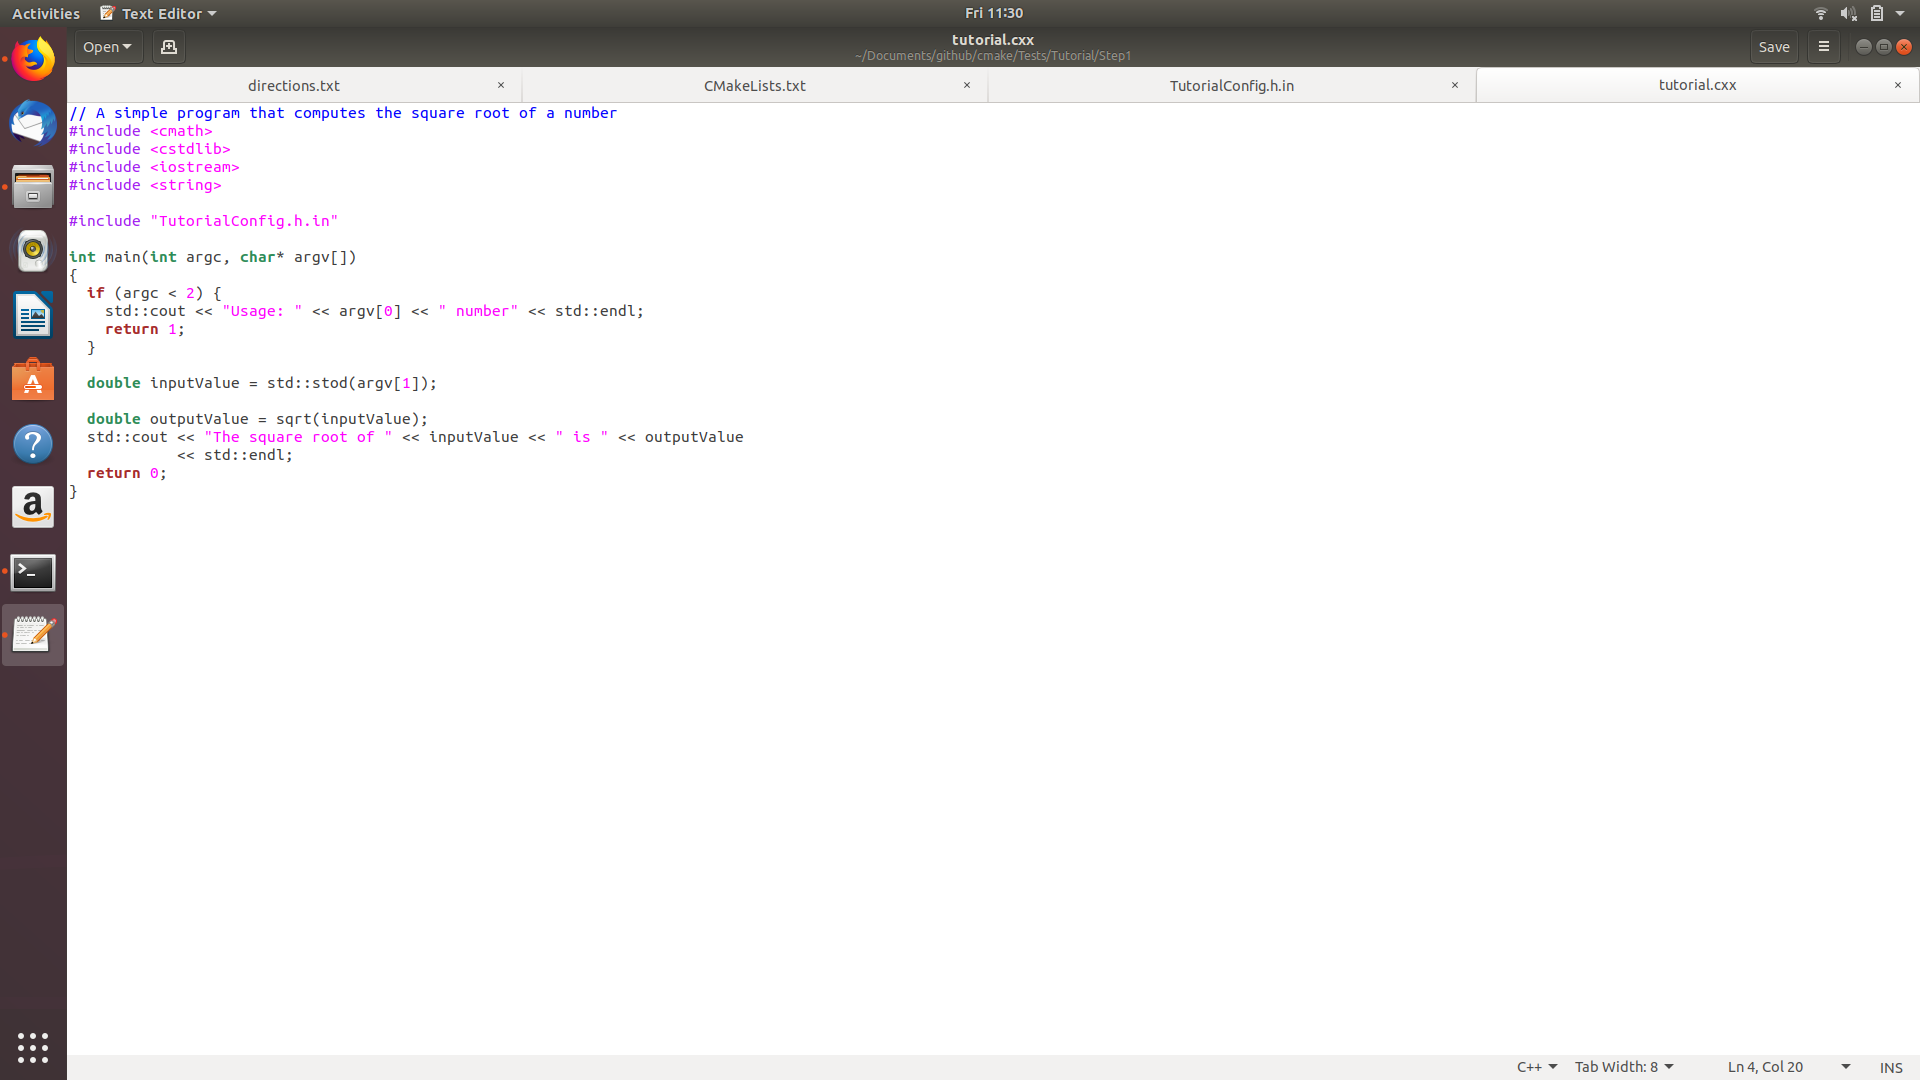 Activities Text Editor Fri 11:30
Open tutorial.cxx Save
~/Documents/github/cmake/Tests/Tutorial/Step1
directions.txt × CMakeLists.txt × TutorialConfig.h.in × tutorial.cxx ×
// A simple program that computes the square root of a number
#include <cmath>
#include <cstdlib>
#include <iostream>
#include <string>
#include "TutorialConfig.h.in"
int main(int argc, char* argv[])
{
  if (argc < 2) {
    std::cout << "Usage: " << argv[0] << " number" << std::endl;
    return 1;
  }
  double inputValue = std::stod(argv[1]);
  double outputValue = sqrt(inputValue);
  std::cout << "The square root of " << inputValue << " is " << outputValue
            << std::endl;
  return 0;
}
C++ Tab Width: 8 Ln 4, Col 20 INS